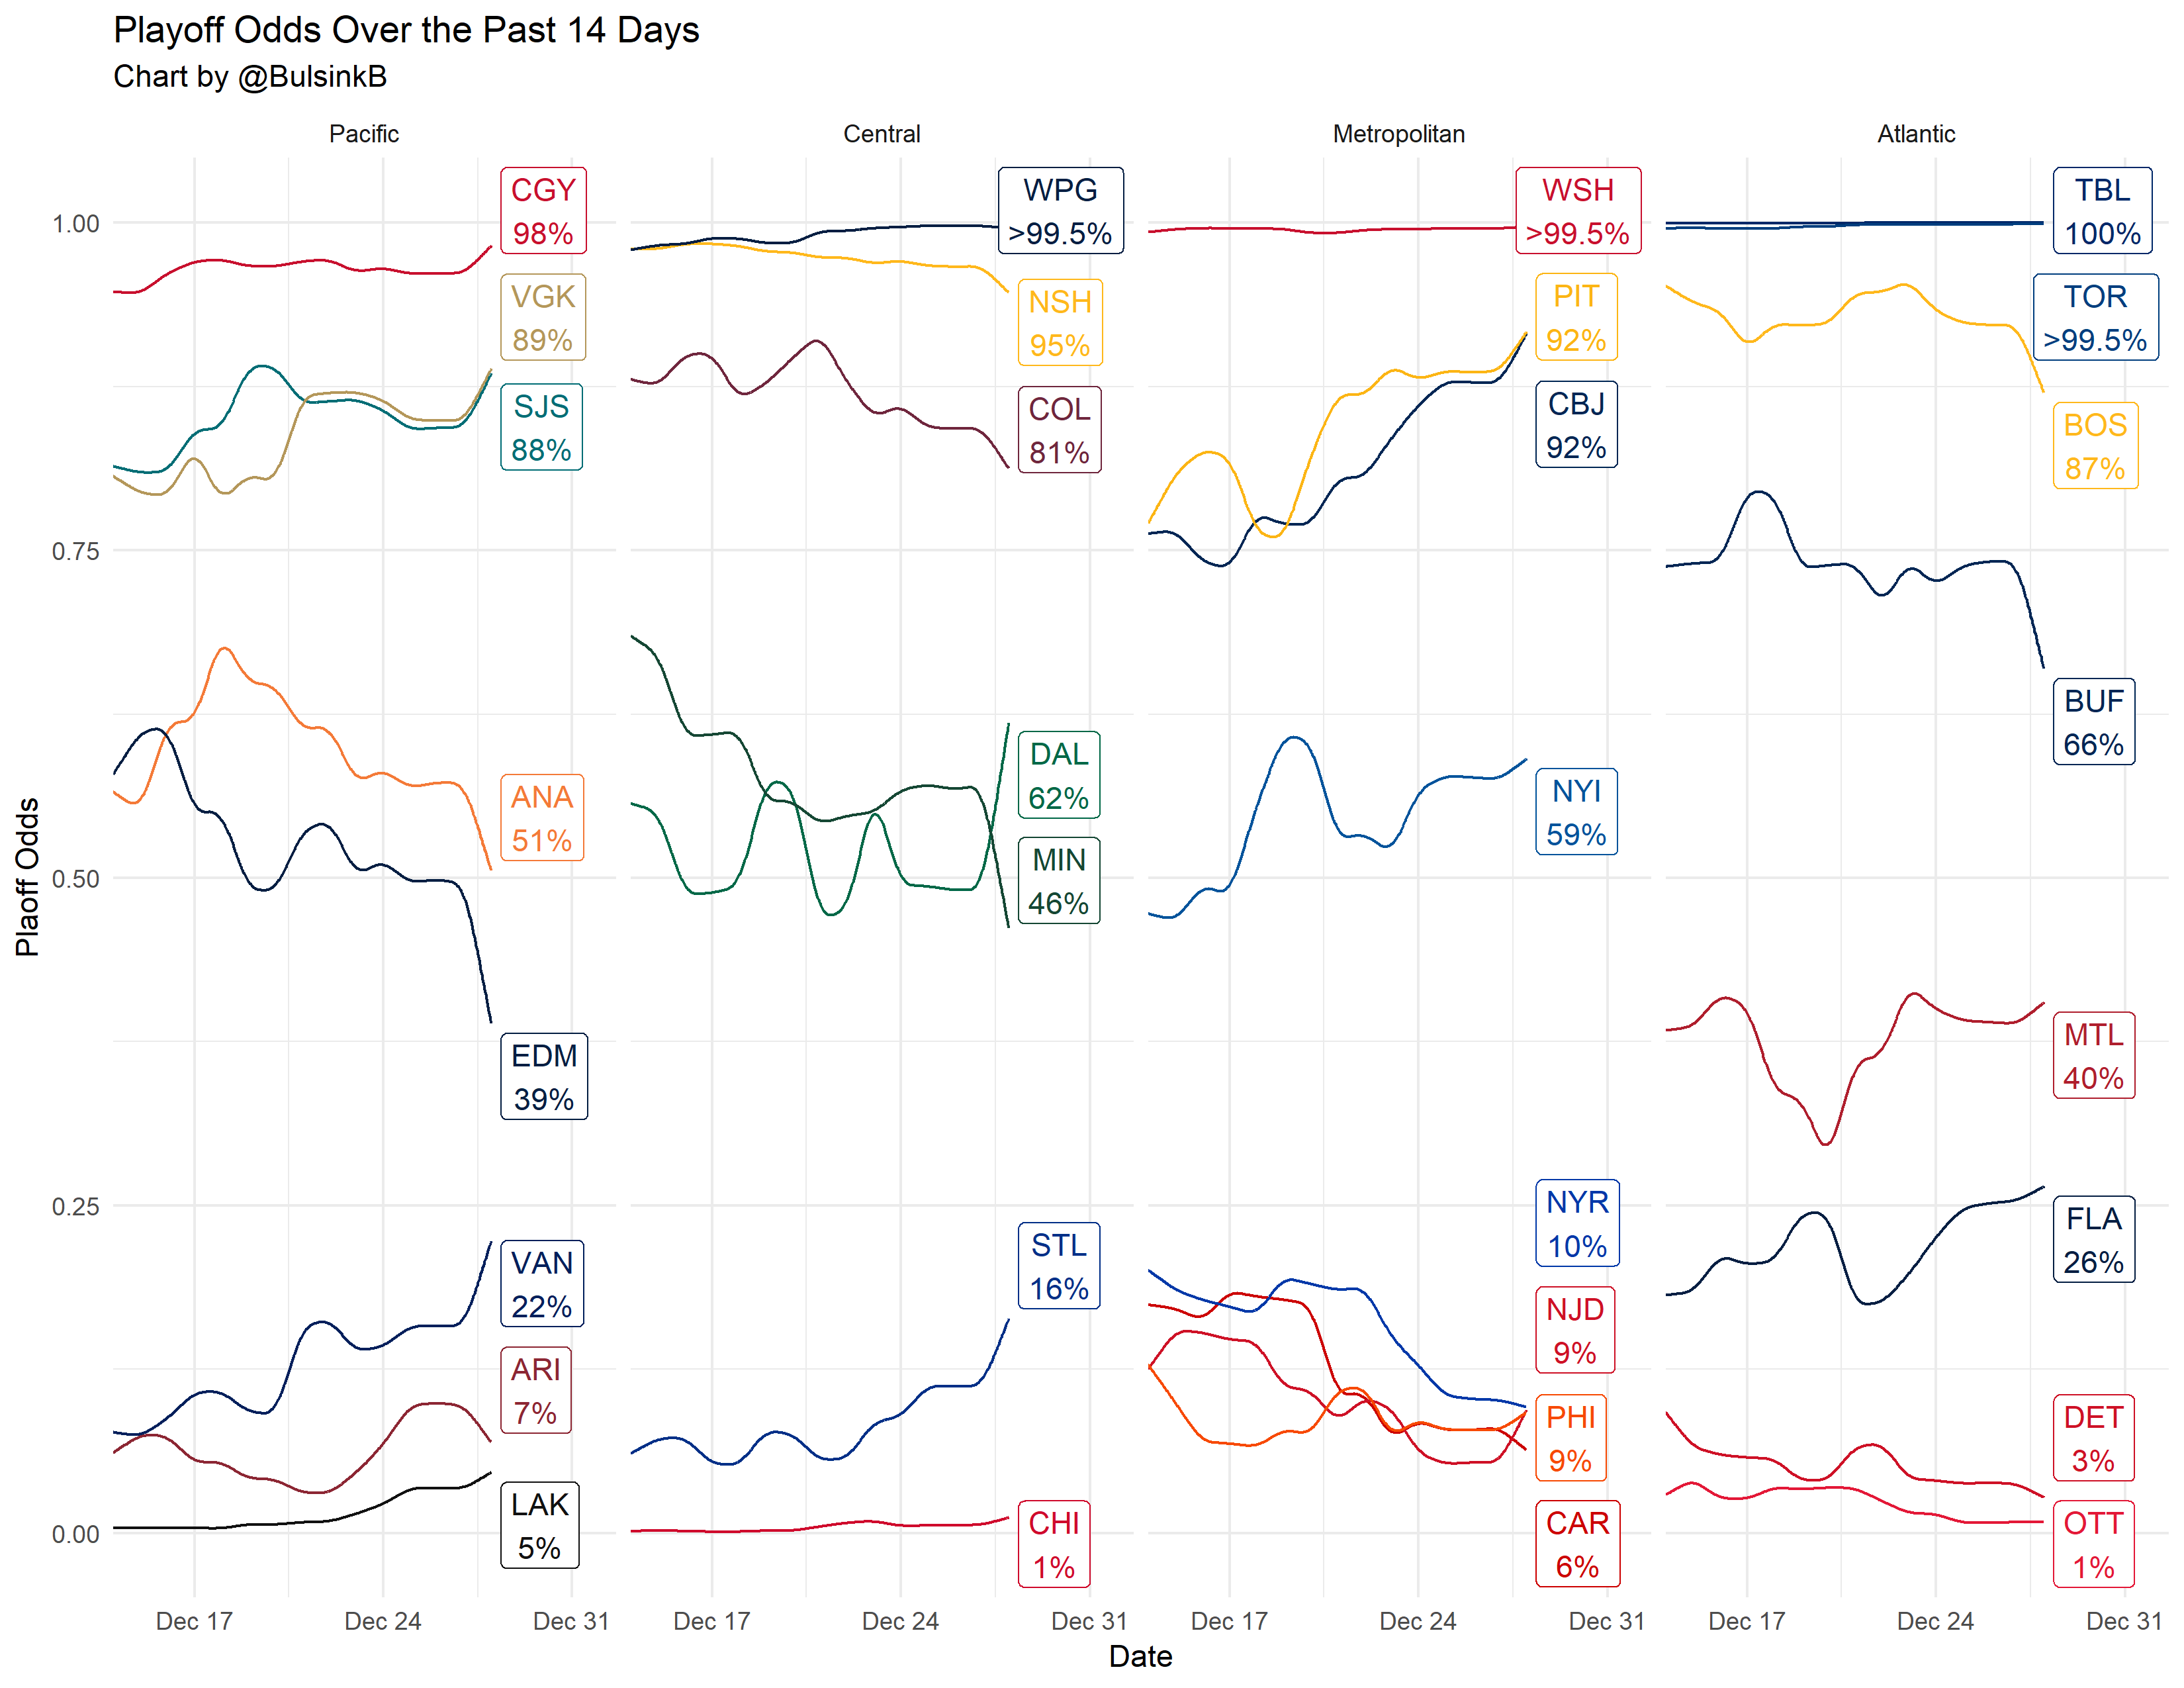 Playoff Odds Over the Past 14 Days
Chart by @BulsinkB
Pacific
Central
Metropolitan
Atlantic
Plaoff Odds
1.00
0.75
0.50
0.25
0.00
CGY
98%
VGK
89%
SJS
88%
ANA
51%
EDM
39%
VAN
22%
ARI
7%
LAK
5%
WPG
>99.5%
NSH
95%
COL
81%
DAL
62%
MIN
46%
STL
16%
CHI
1%
WSH
>99.5%
PIT
92%
CBJ
92%
NYI
59%
NYR
10%
NJD
9%
PHI
9%
CAR
6%
TBL
100%
TOR
>99.5%
BOS
87%
BUF
66%
MTL
40%
FLA
26%
DET
3%
OTT
1%
Dec 17 Dec 24 Dec 31
Dec 17 Dec 24 Dec 31
Dec 17 Dec 24 Dec 31
Dec 17 Dec 24 Dec 31
Date